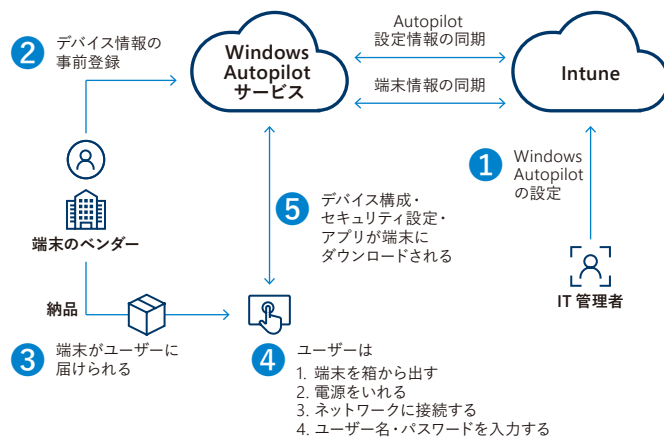 Autopilot
設定情報の同期
端末情報の同期
Windows
Autopilot
サービス
Intune
❷ デバイス情報の
事前登録
❶ Windows
Autopilot
の設定
❺ デバイス構成・
セキュリティ設定・
アプリが端末に
ダウンロードされる
端末のベンダー
IT 管理者
納品
❸ 端末がユーザーに
届けられる
❹ ユーザーは
1. 端末を箱から出す
2. 電源をいれる
3. ネットワークに接続する
4. ユーザー名・パスワードを入力する